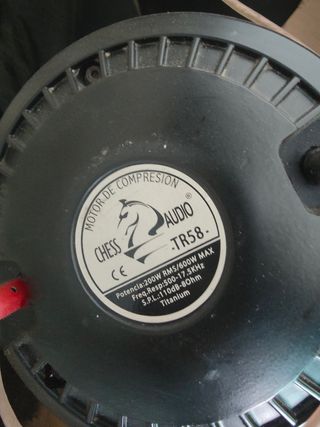 MOTOR DE COMPRESION
CHESS AUDIO®
-TR58-
CE
Potencia:200W RMS/600W MAX
Freq.Resp:500-17.5KHz
S.P.L.:110dB-8Ohm
Titanium